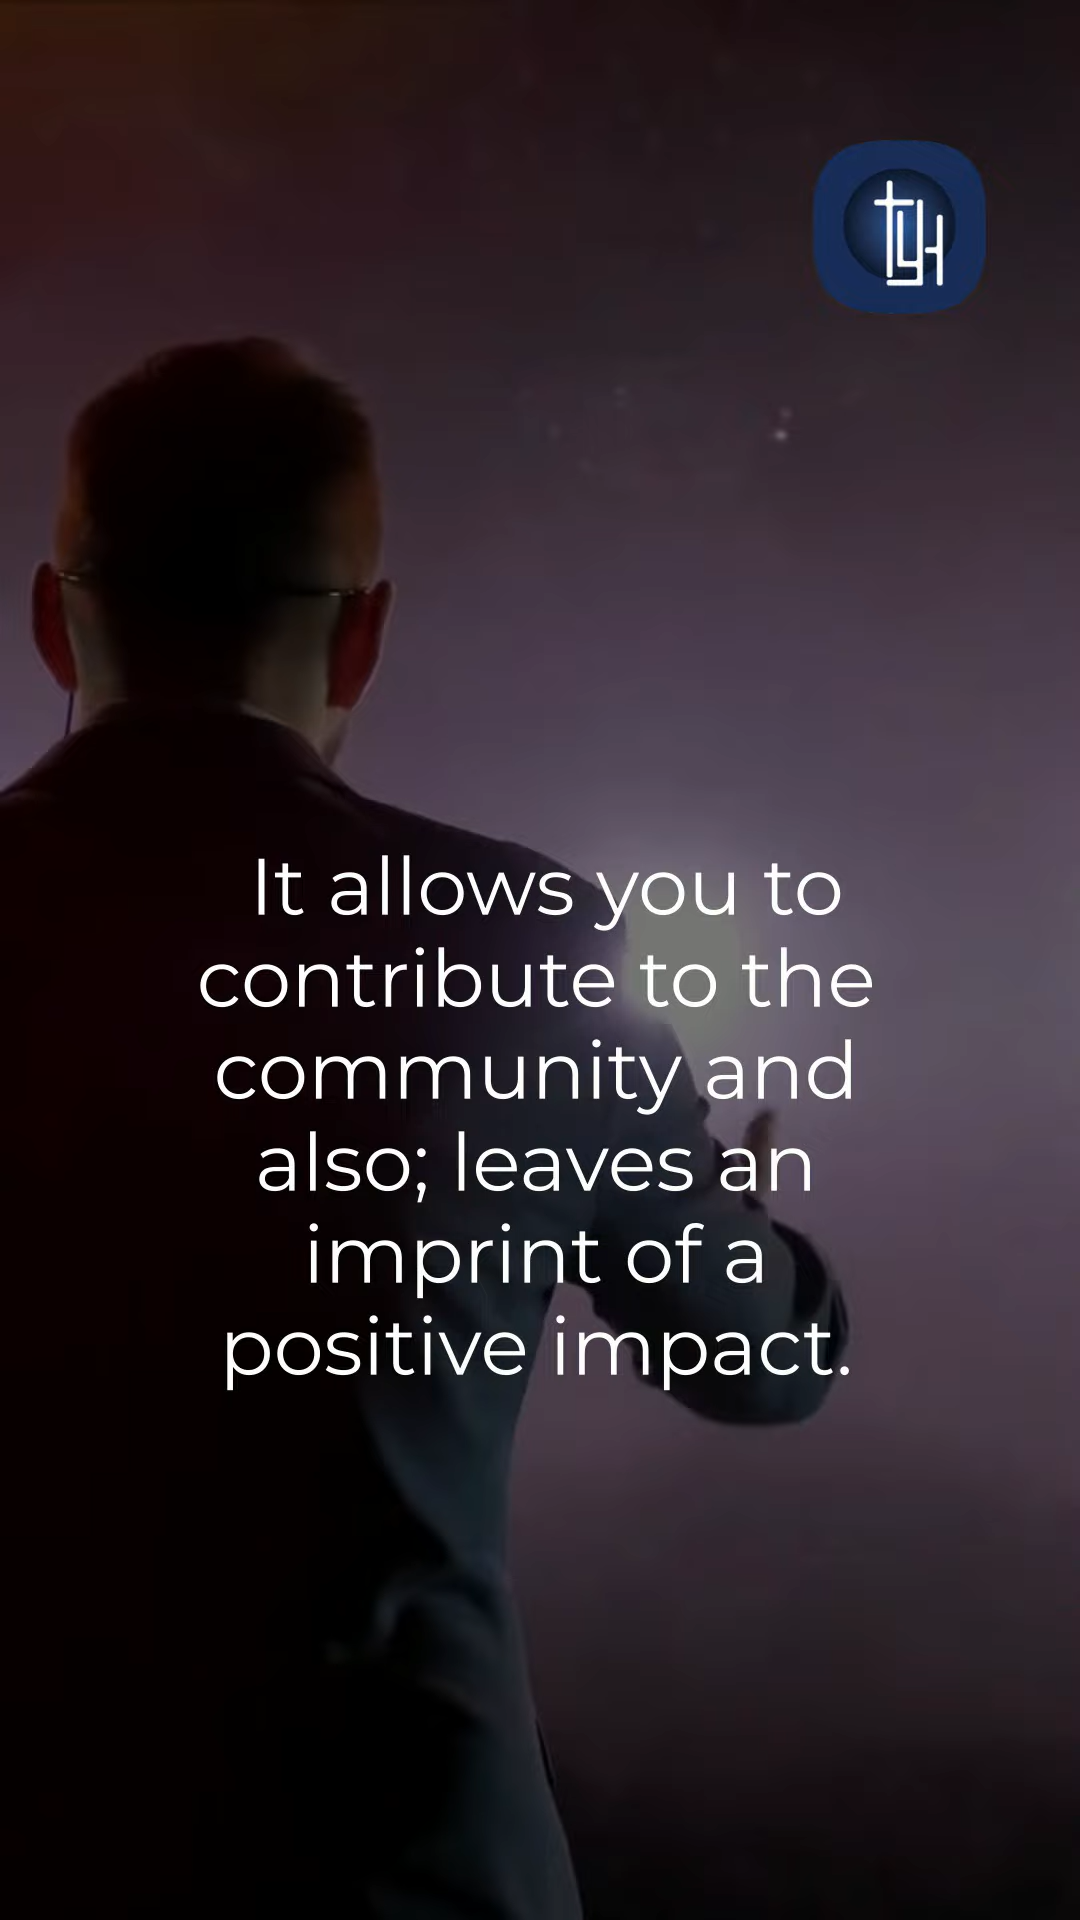 It allows you to
contribute to the
community and
also; leaves an
imprint of a
positive impact.